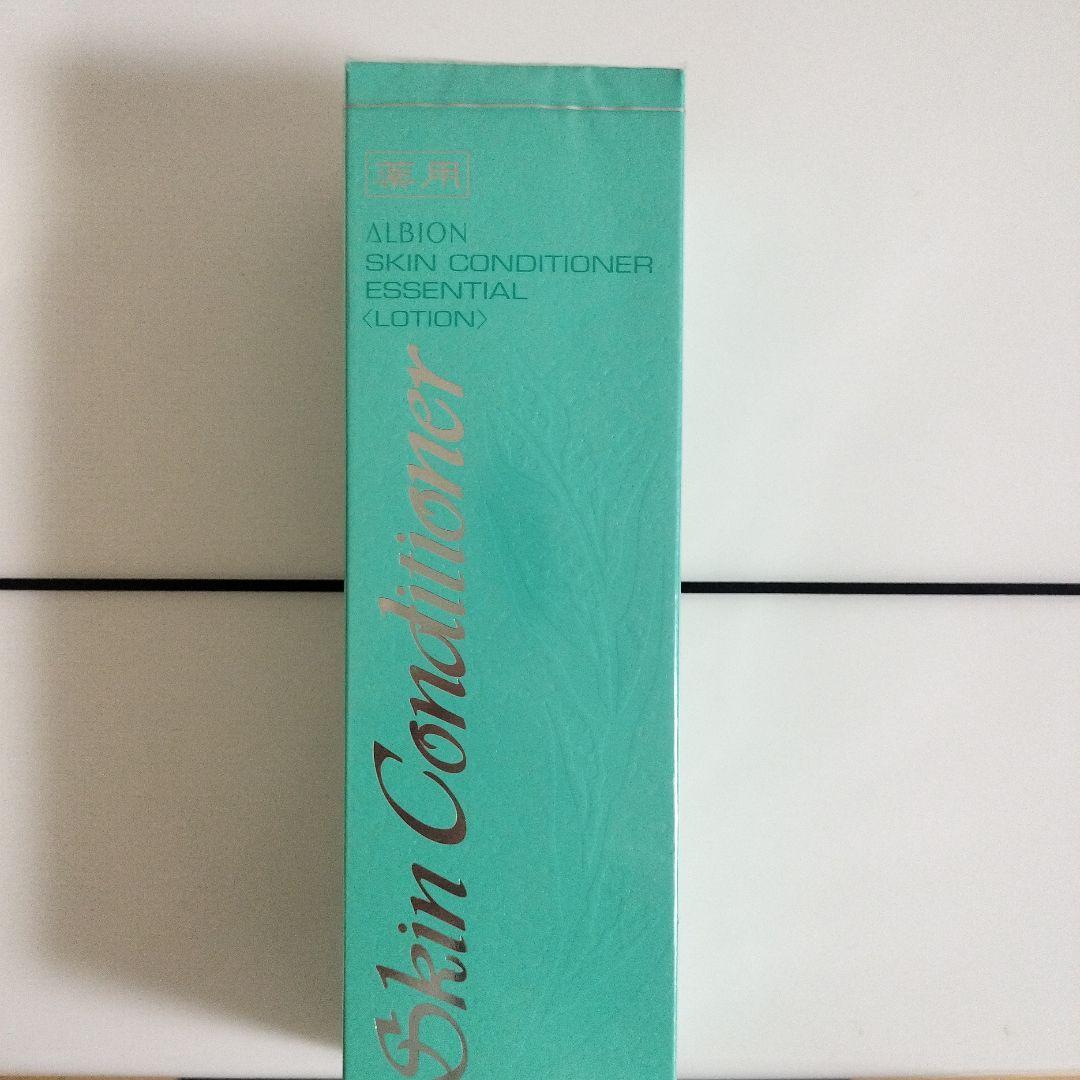 薬用
ALBION
SKIN CONDITIONER
ESSENTIAL
〈LOTION〉
Skin Conditioner